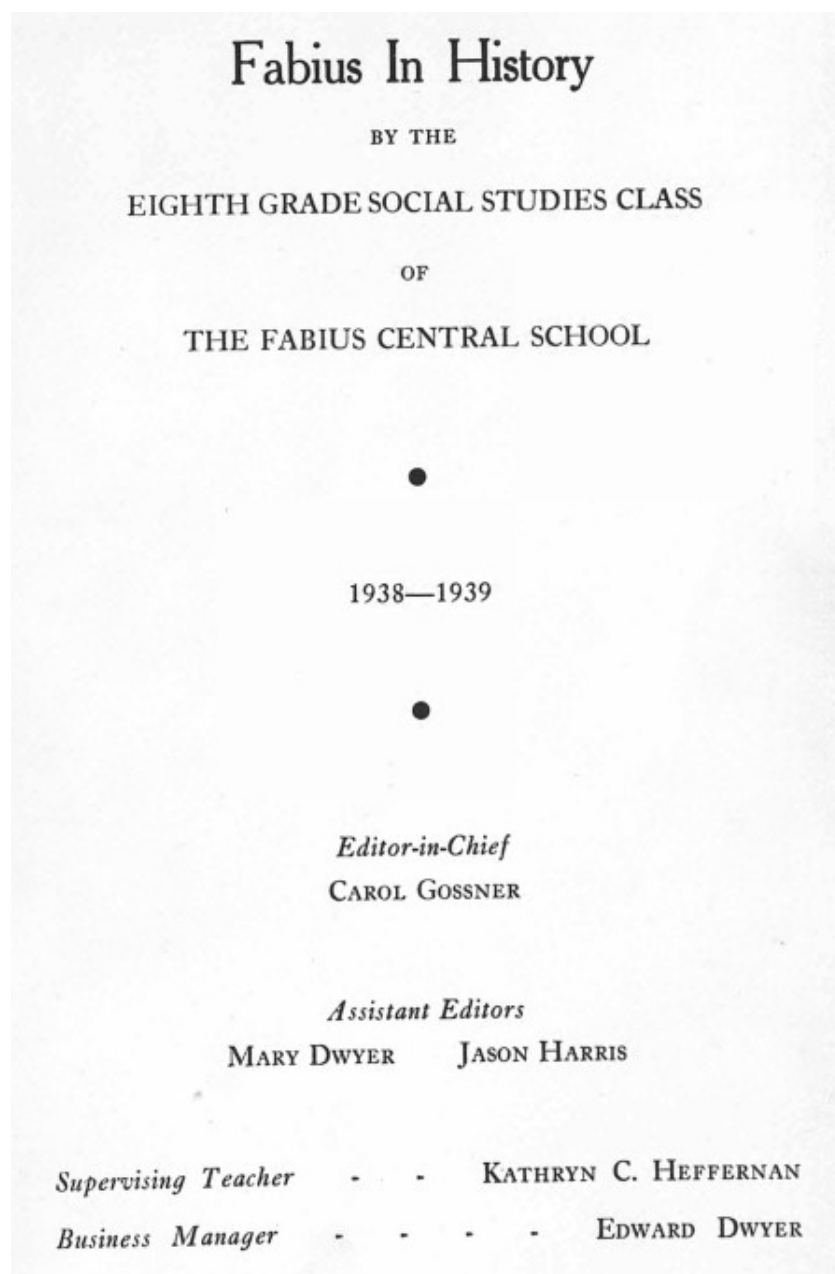 Fabius In History
BY THE
EIGHTH GRADE SOCIAL STUDIES CLASS
OF
THE FABIUS CENTRAL SCHOOL
●
1938—1939
●
Editor-in-Chief
CAROL GOSSNER
Assistant Editors
MARY DWYER JASON HARRIS
Supervising Teacher - - KATHRYN C. HEFFERNAN
Business Manager - - - - EDWARD DWYER